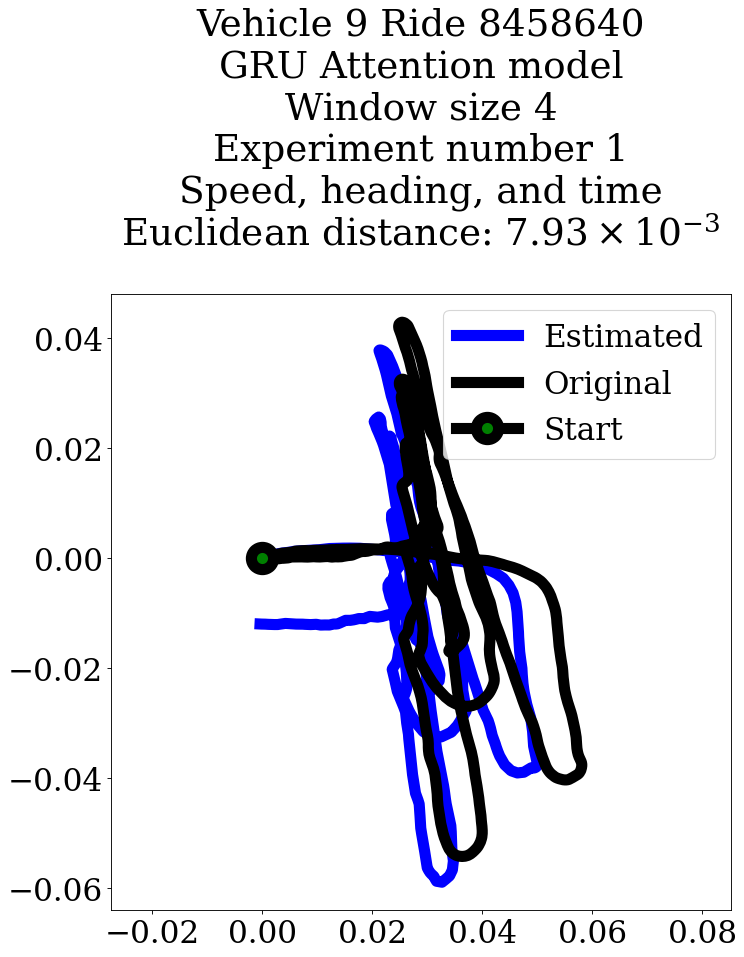 Vehicle 9 Ride 8458640
GRU Attention model
Window size 4
Experiment number 1
Speed, heading, and time
Euclidean distance: 7.93 × 10⁻³
Estimated
Original
Start
0.04
0.02
0.00
−0.02
−0.04
−0.06
−0.02 0.00 0.02 0.04 0.06 0.08